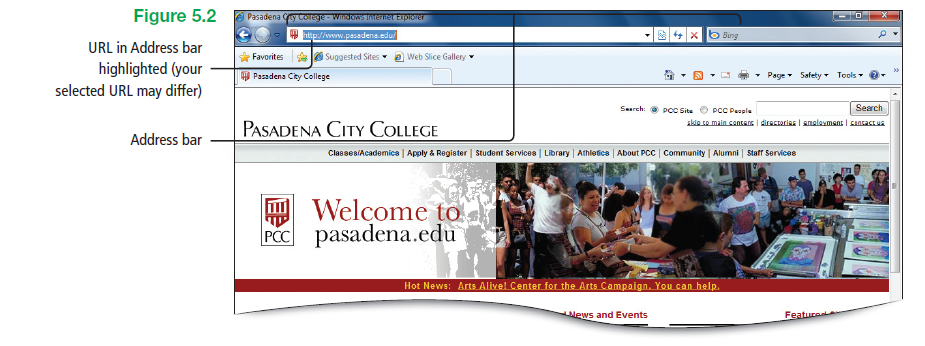 Figure 5.2
URL in Address bar
highlighted (your
selected URL may differ)
Address bar
Pasadena City College - Windows Internet Explorer
http://www.pasadena.edu/
Bing
Favorites Suggested Sites Web Slice Gallery
Pasadena City College
Page Safety Tools
Search: PCC Site PCC People Search
skip to main content | directories | employment | contact us
PASADENA CITY COLLEGE
Classes/Academics | Apply & Register | Student Services | Library | Athletics | About PCC | Community | Alumni | Staff Services
PCC
Welcome to
pasadena.edu
Hot News: Arts Alive! Center for the Arts Campaign. You can help.
News and Events